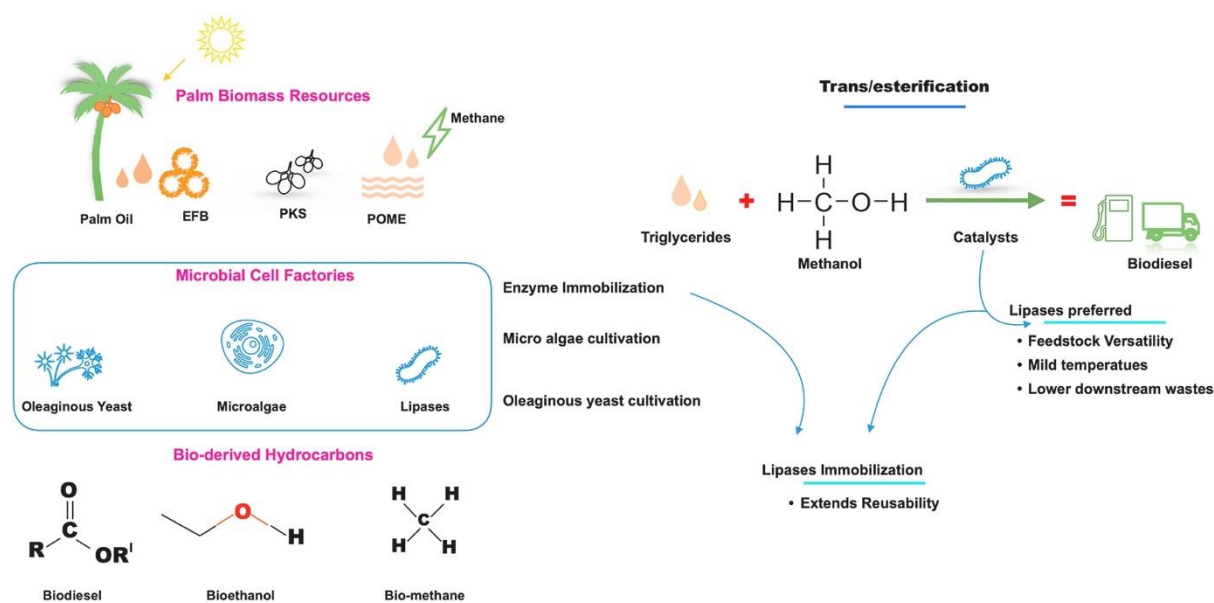 Palm Biomass Resources
Methane
Palm Oil
EFB
PKS
POME
Microbial Cell Factories
Oleaginous Yeast
Microalgae
Lipases
Enzyme Immobilization
Micro algae cultivation
Oleaginous yeast cultivation
Bio-derived Hydrocarbons
O
R C OR'
Biodiesel
O
H
Bioethanol
H H
C
H H
Bio-methane
Trans/esterification
Triglycerides
+
H
H-C-O-H
H
Methanol
Catalysts
=
Biodiesel
Lipases preferred
• Feedstock Versatility
• Mild temperatues
• Lower downstream wastes
Lipases Immobilization
• Extends Reusability